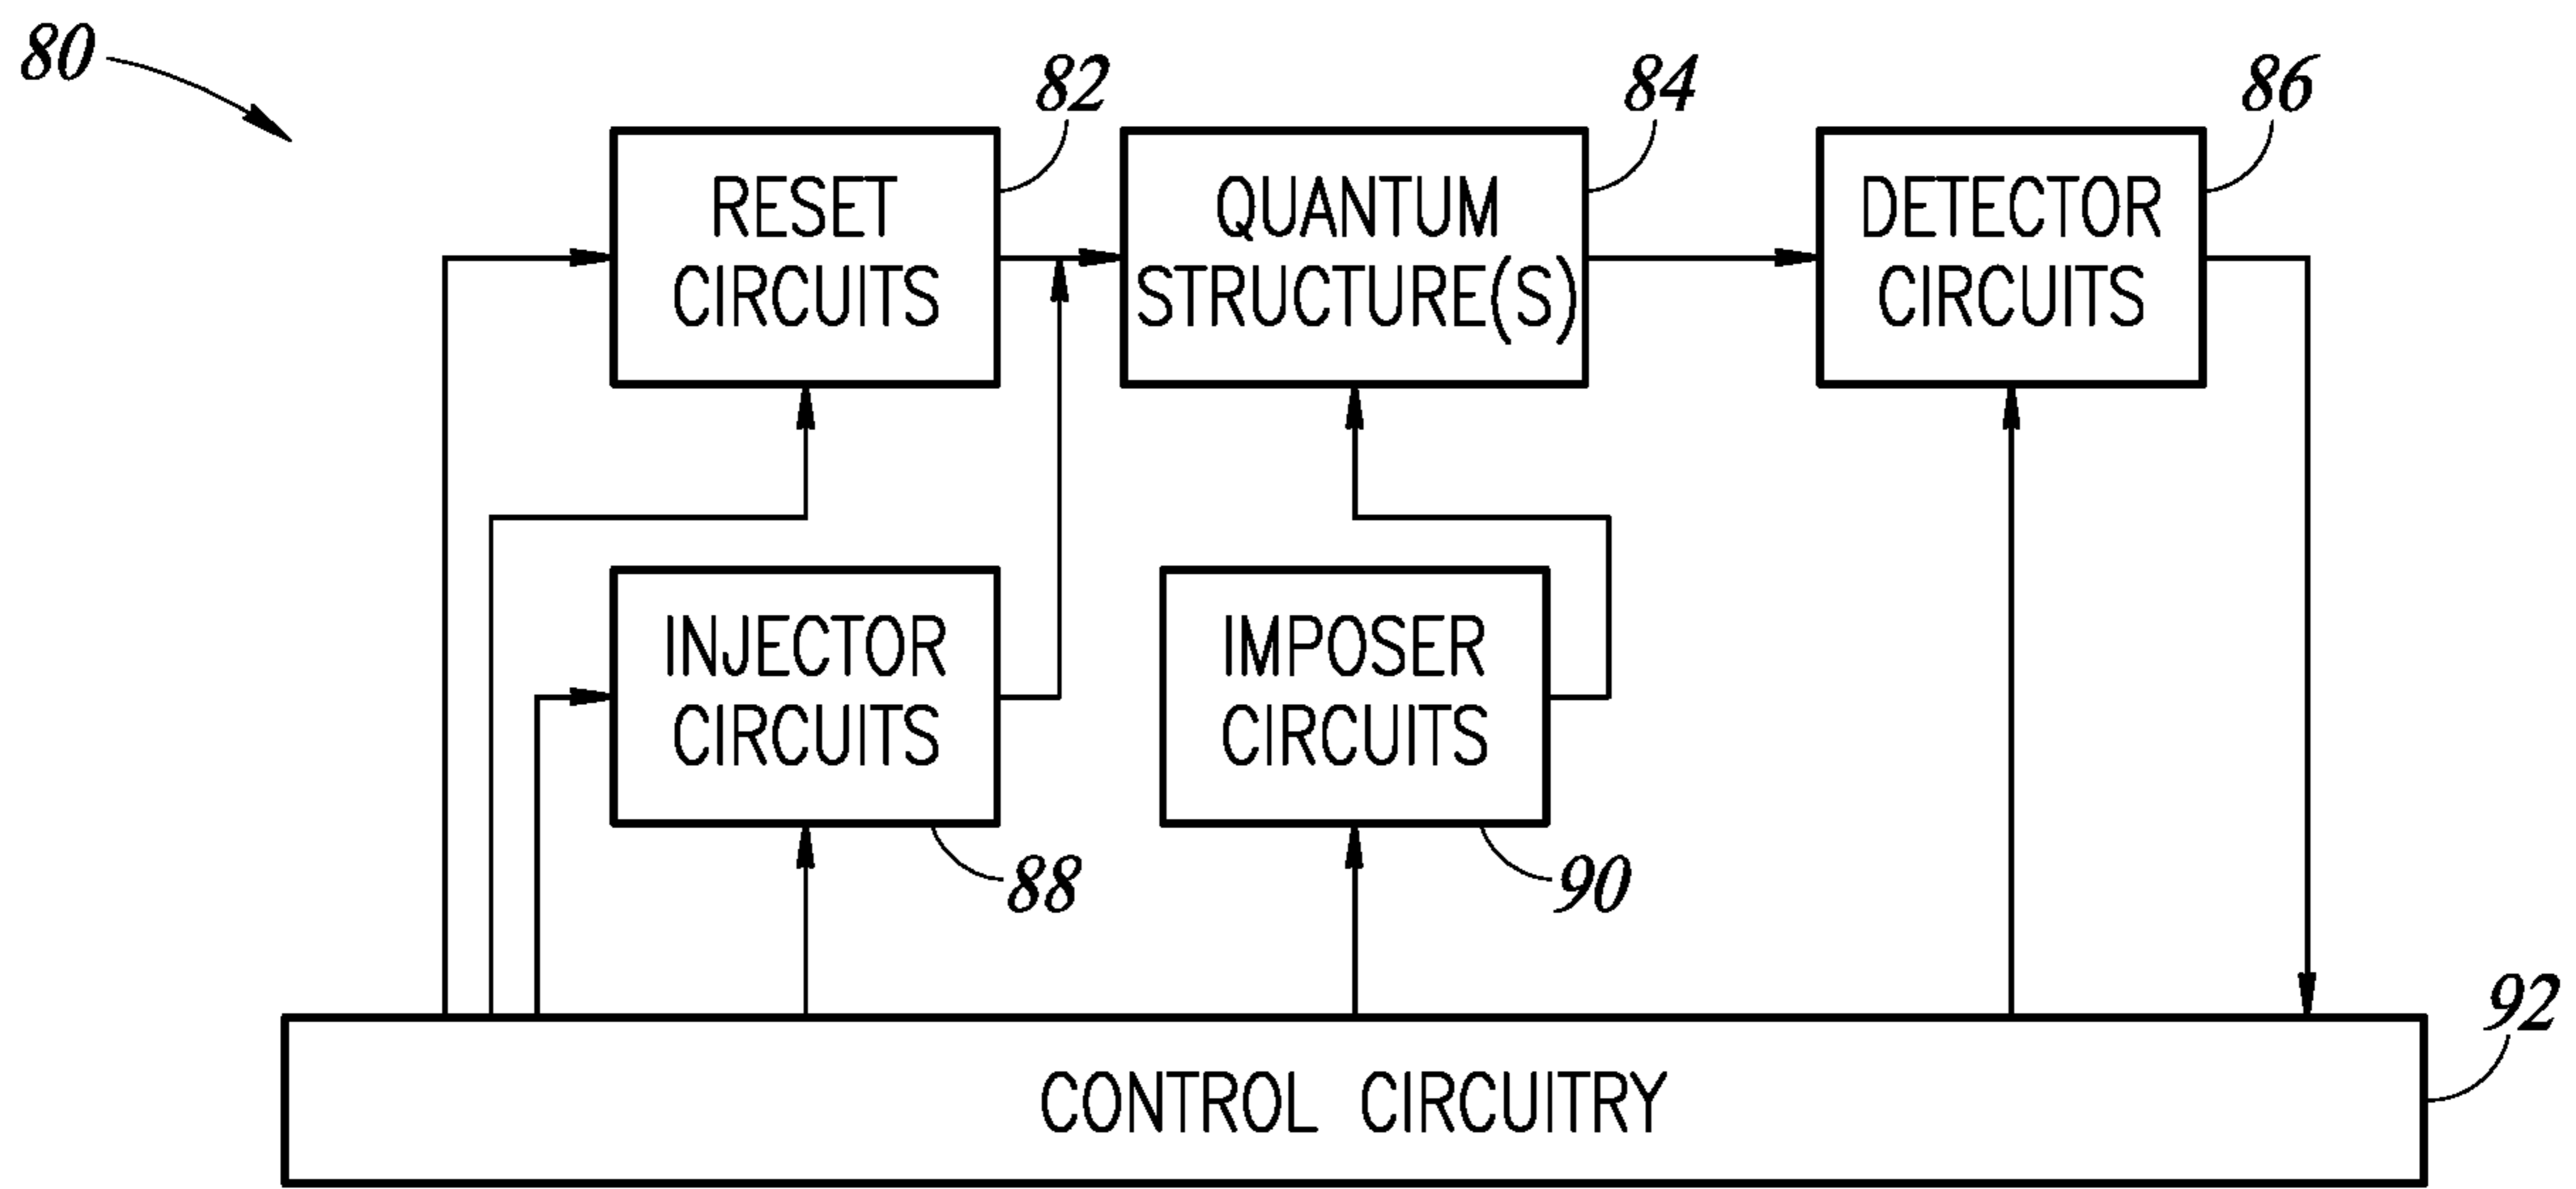 80
82
84
86
RESET
CIRCUITS
QUANTUM
STRUCTURE(S)
DETECTOR
CIRCUITS
INJECTOR
CIRCUITS
IMPOSER
CIRCUITS
88
90
92
CONTROL CIRCUITRY